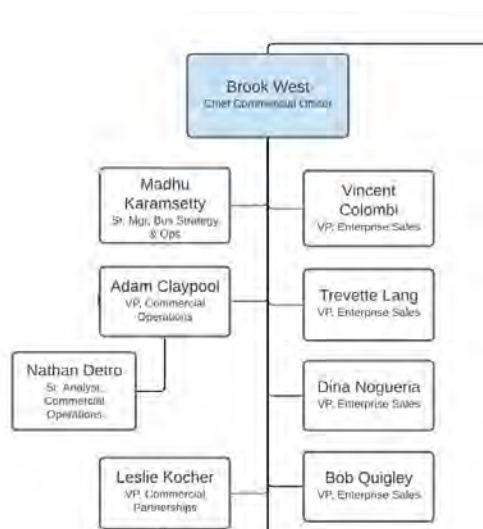 Brook West
Chief Commercial Officer
Madhu
Karamsetty
Sr. Mgr, Bus Strategy
& Ops
Vincent
Colombi
VP, Enterprise Sales
Adam Claypool
VP, Commercial
Operations
Trevette Lang
VP, Enterprise Sales
Nathan Detro
Sr. Analyst,
Commercial
Operations
Dina Nogueria
VP, Enterprise Sales
Leslie Kocher
VP, Commercial
Partnerships
Bob Quigley
VP, Enterprise Sales